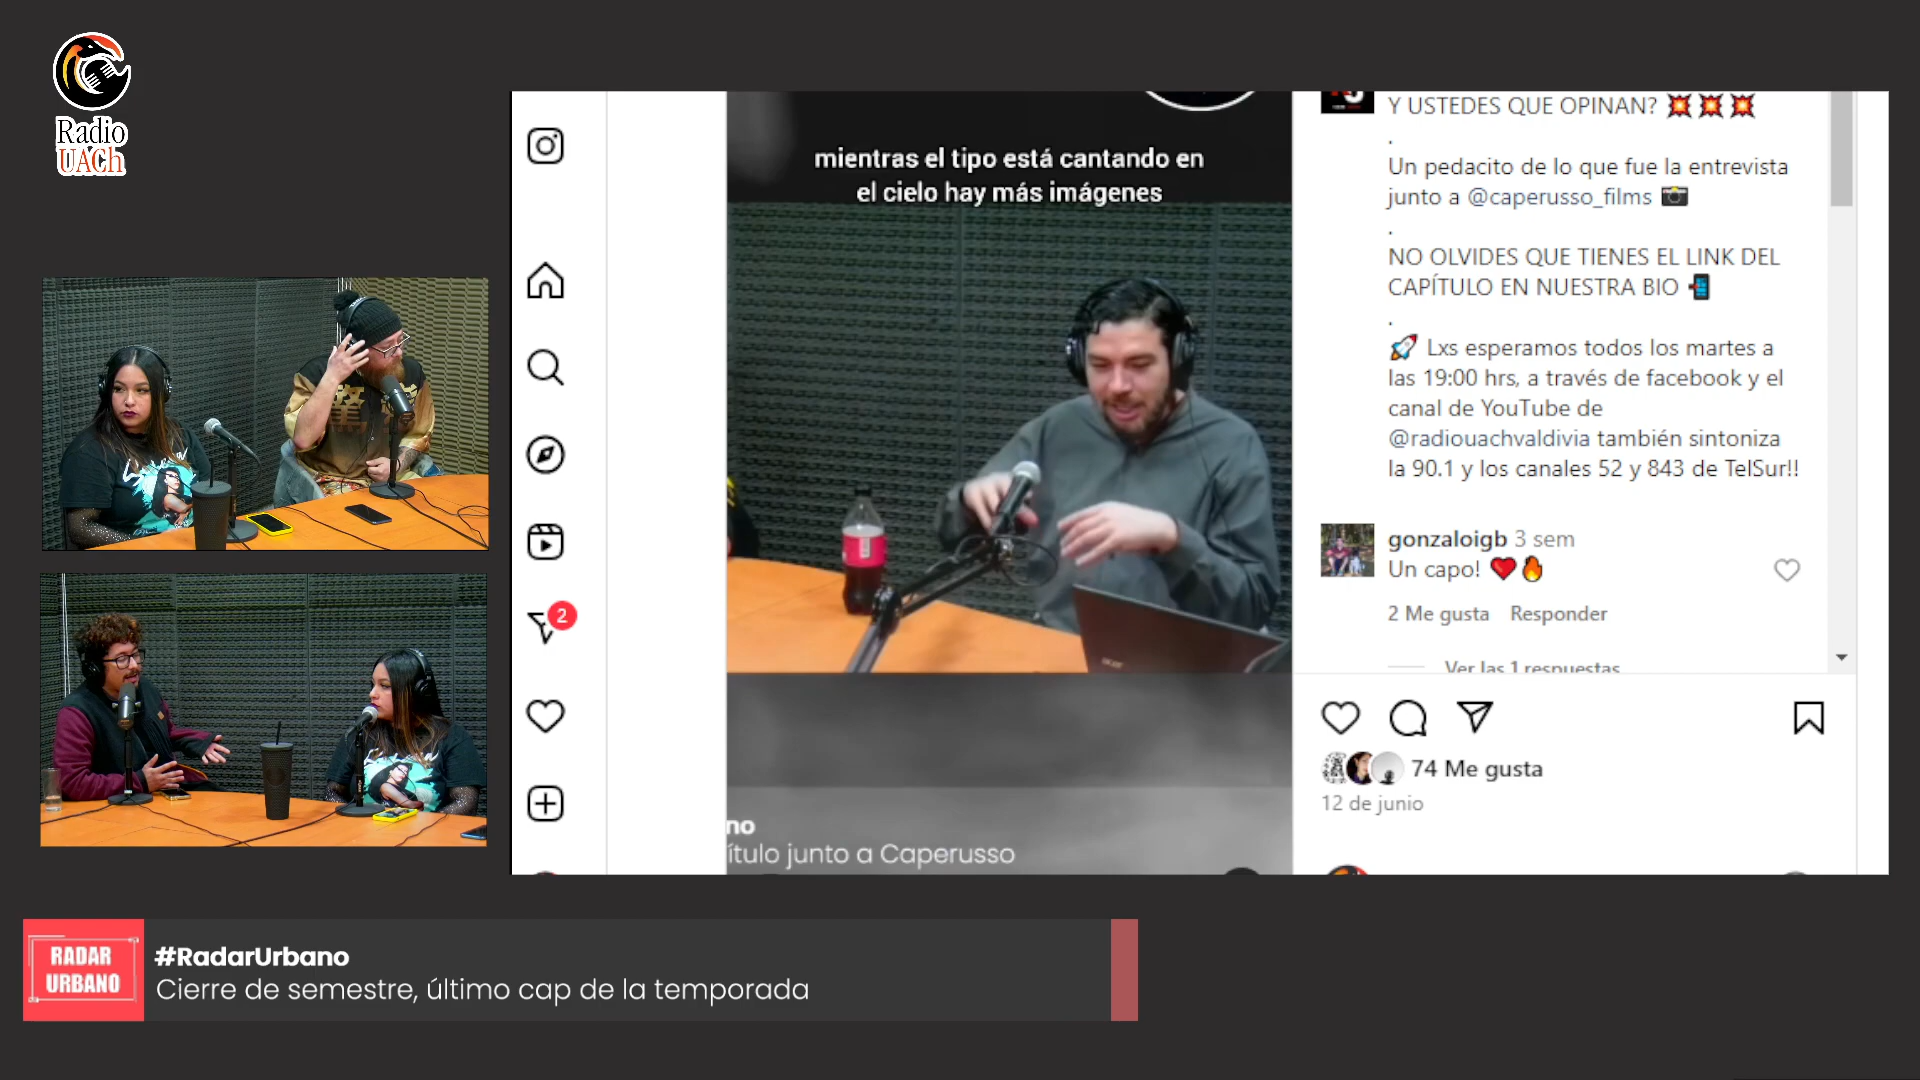 Radio
UACh
mientras el tipo está cantando en
el cielo hay más imágenes
Y USTEDES QUE OPINAN? 💥 💥 💥
.
Un pedacito de lo que fue la entrevista
junto a @caperusso_films 📷
.
NO OLVIDES QUE TIENES EL LINK DEL
CAPÍTULO EN NUESTRA BIO 📲
.
🚀 Lxs esperamos todos los martes a
las 19:00 hrs, a través de facebook y el
canal de YouTube de
@radiouachvaldivia también sintoniza
la 90.1 y los canales 52 y 843 de TelSur!!
gonzaloigb 3 sem
Un capo! ❤️🔥
2 Me gusta Responder
Ver las 1 respuestas
2
74 Me gusta
12 de junio
no
ítulo junto a Caperusso
RADAR
URBANO
#RadarUrbano
Cierre de semestre, último cap de la temporada